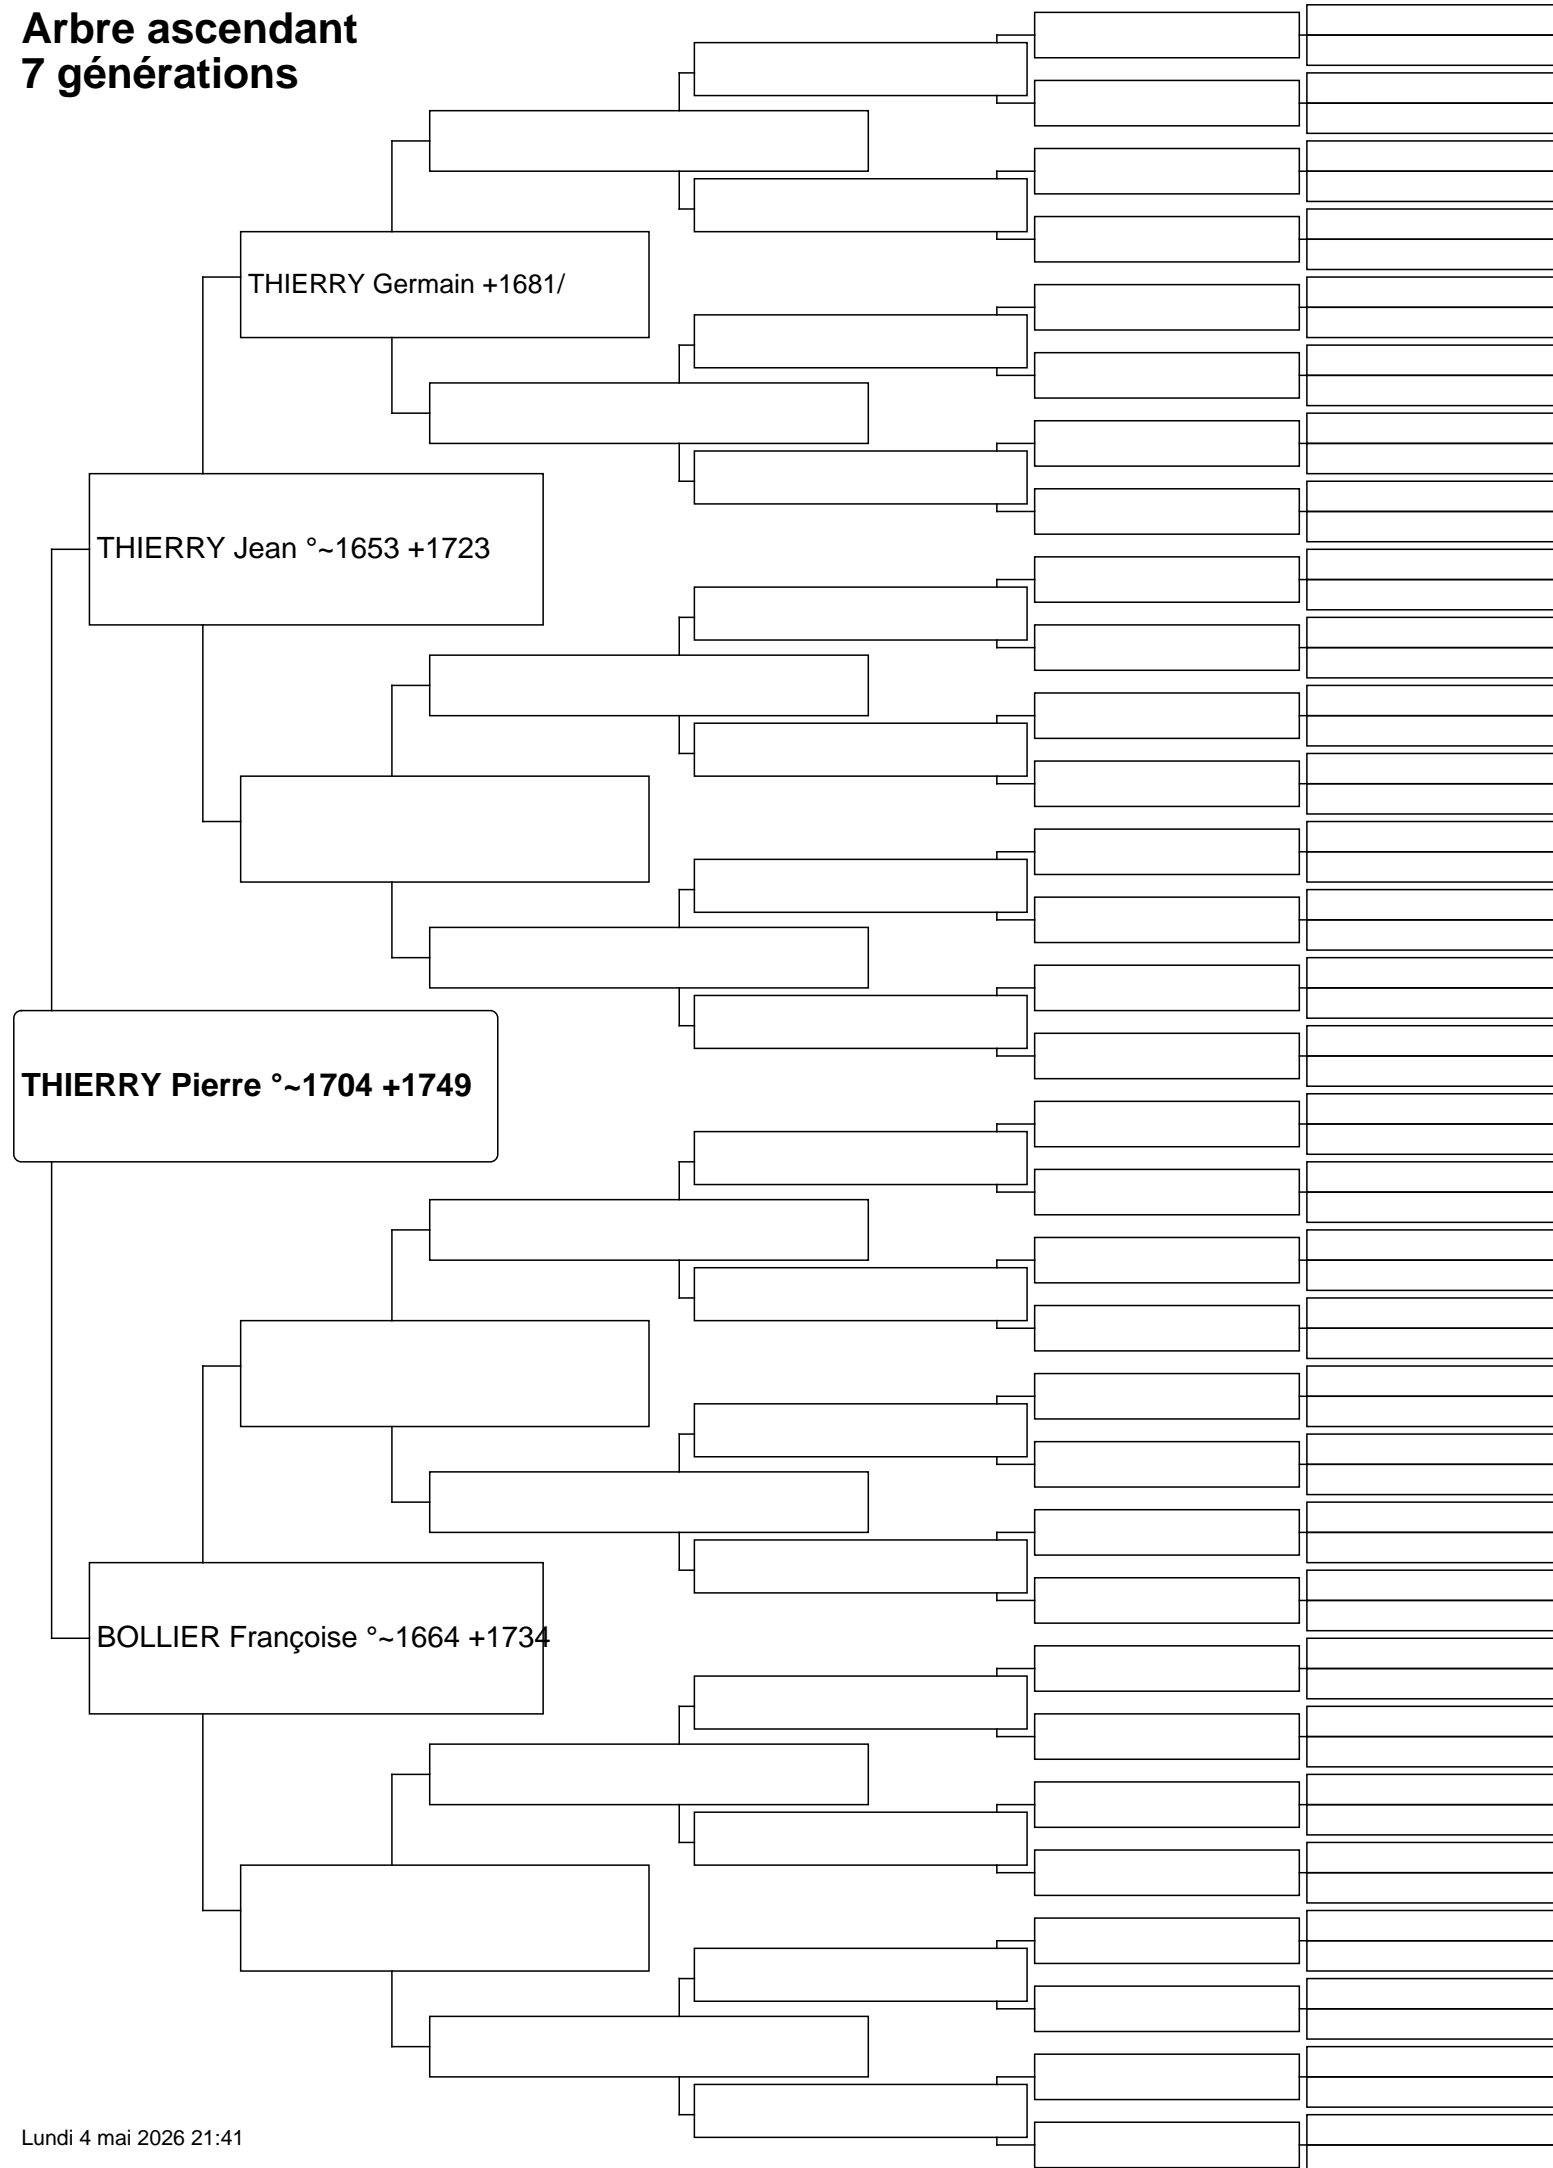 Arbre ascendant
7 générations
THIERRY Germain +1681/
THIERRY Jean °~1653 +1723
THIERRY Pierre °~1704 +1749
BOLLIER Françoise °~1664 +1734
Lundi 4 mai 2026 21:41